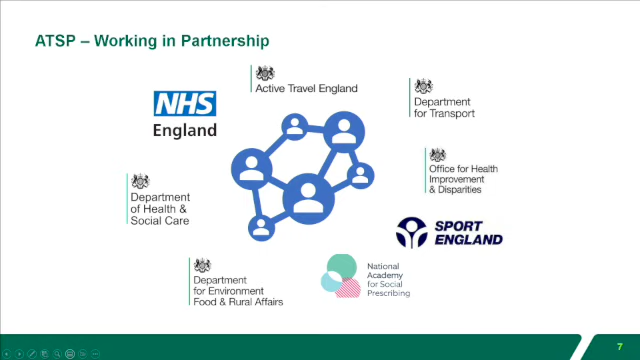 ATSP – Working in Partnership
Active Travel England
NHS
England
Department
for Transport
Office for Health
Improvement
& Disparities
Department
of Health &
Social Care
SPORT
ENGLAND
National
Academy
for Social
Prescribing
Department
for Environment
Food & Rural Affairs
7